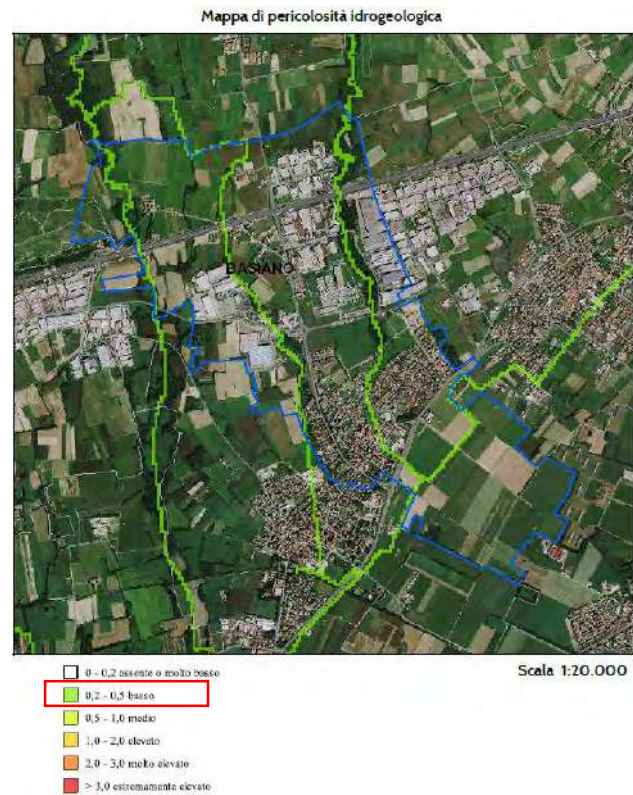 Mappa di pericolosità idrogeologica
BASIANO
Scala 1:20.000
0 - 0,2 assente o molto basso
0,2 - 0,5 basso
0,5 - 1,0 medio
1,0 - 2,0 elevato
2,0 - 3,0 molto elevato
> 3,0 estremamente elevato